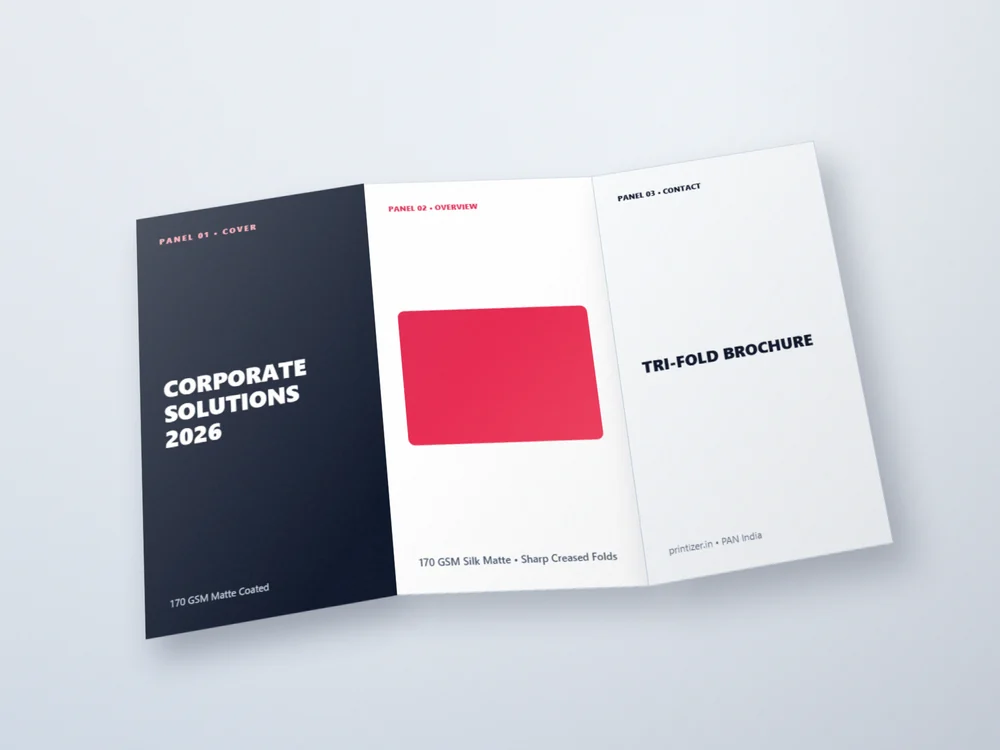 PANEL 01 • COVER
CORPORATE
SOLUTIONS
2026
170 GSM Matte Coated
PANEL 02 • OVERVIEW
170 GSM Silk Matte • Sharp Creased Folds
PANEL 03 • CONTACT
TRI-FOLD BROCHURE
printizer.in • PAN India